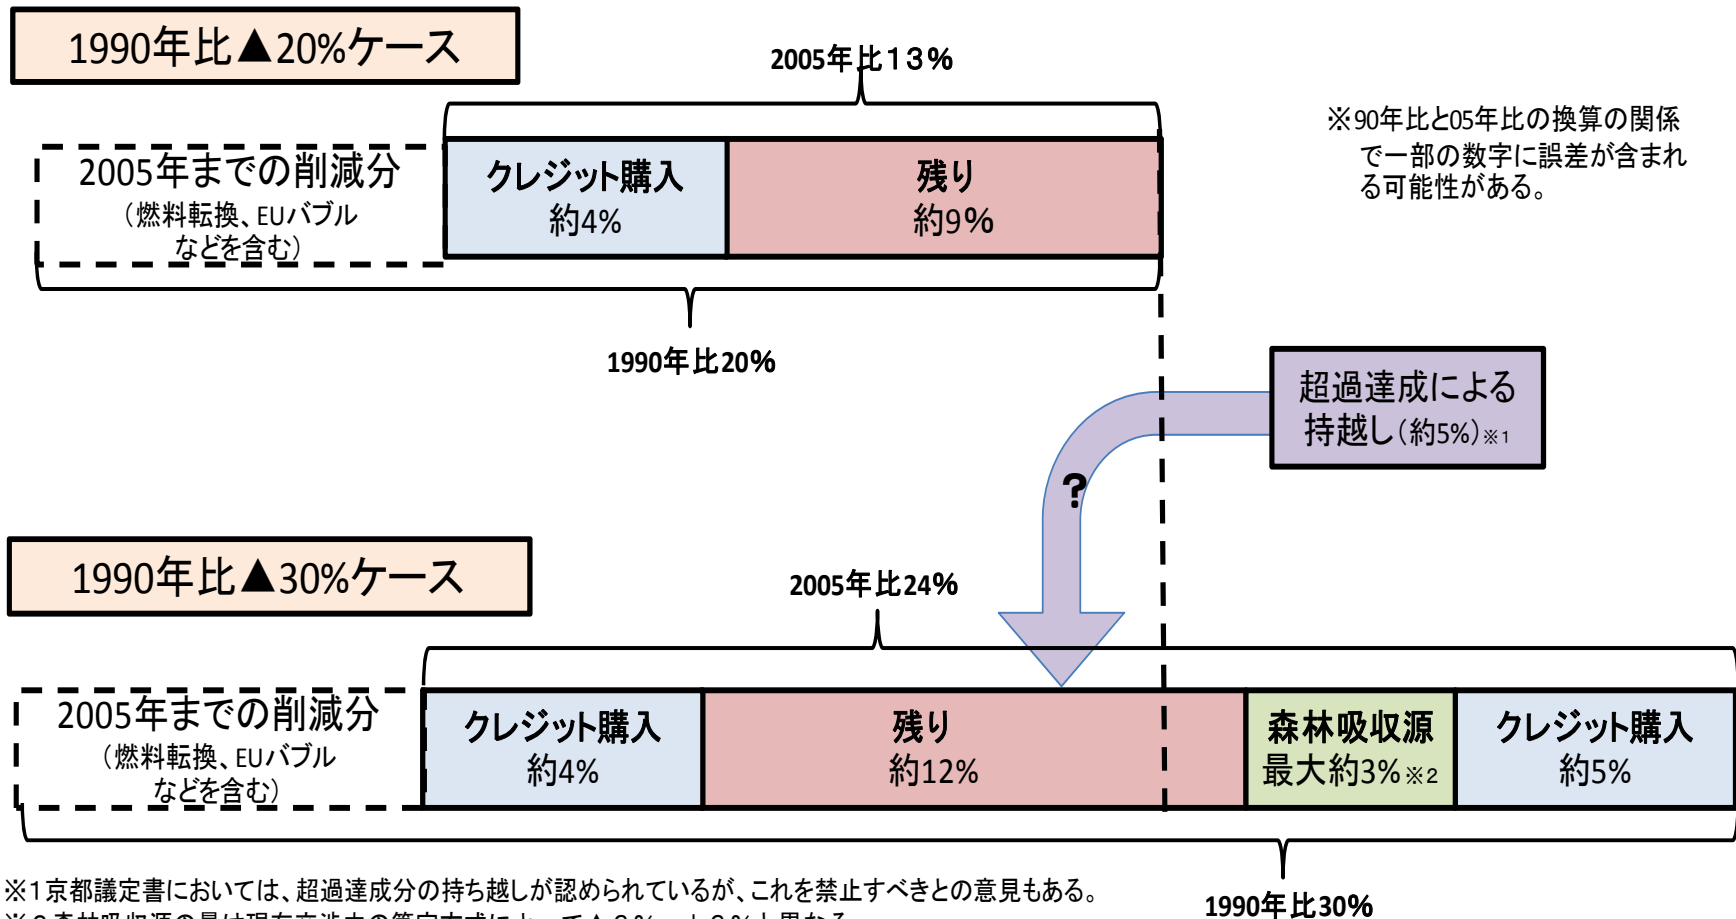 1990年比▲20%ケース
2005年比１３%
※90年比と05年比の換算の関係
で一部の数字に誤差が含まれ
る可能性がある。
2005年までの削減分
（燃料転換、EUバブル
などを含む）
クレジット購入
約4%
残り
約9%
1990年比20%
超過達成による
持越し（約5%）※1
?
1990年比▲30%ケース
2005年比24%
2005年までの削減分
（燃料転換、EUバブル
などを含む）
クレジット購入
約4%
残り
約12%
森林吸収源
最大約3%※2
クレジット購入
約5%
1990年比30%
※1京都議定書においては、超過達成分の持ち越しが認められているが、これを禁止すべきとの意見もある。